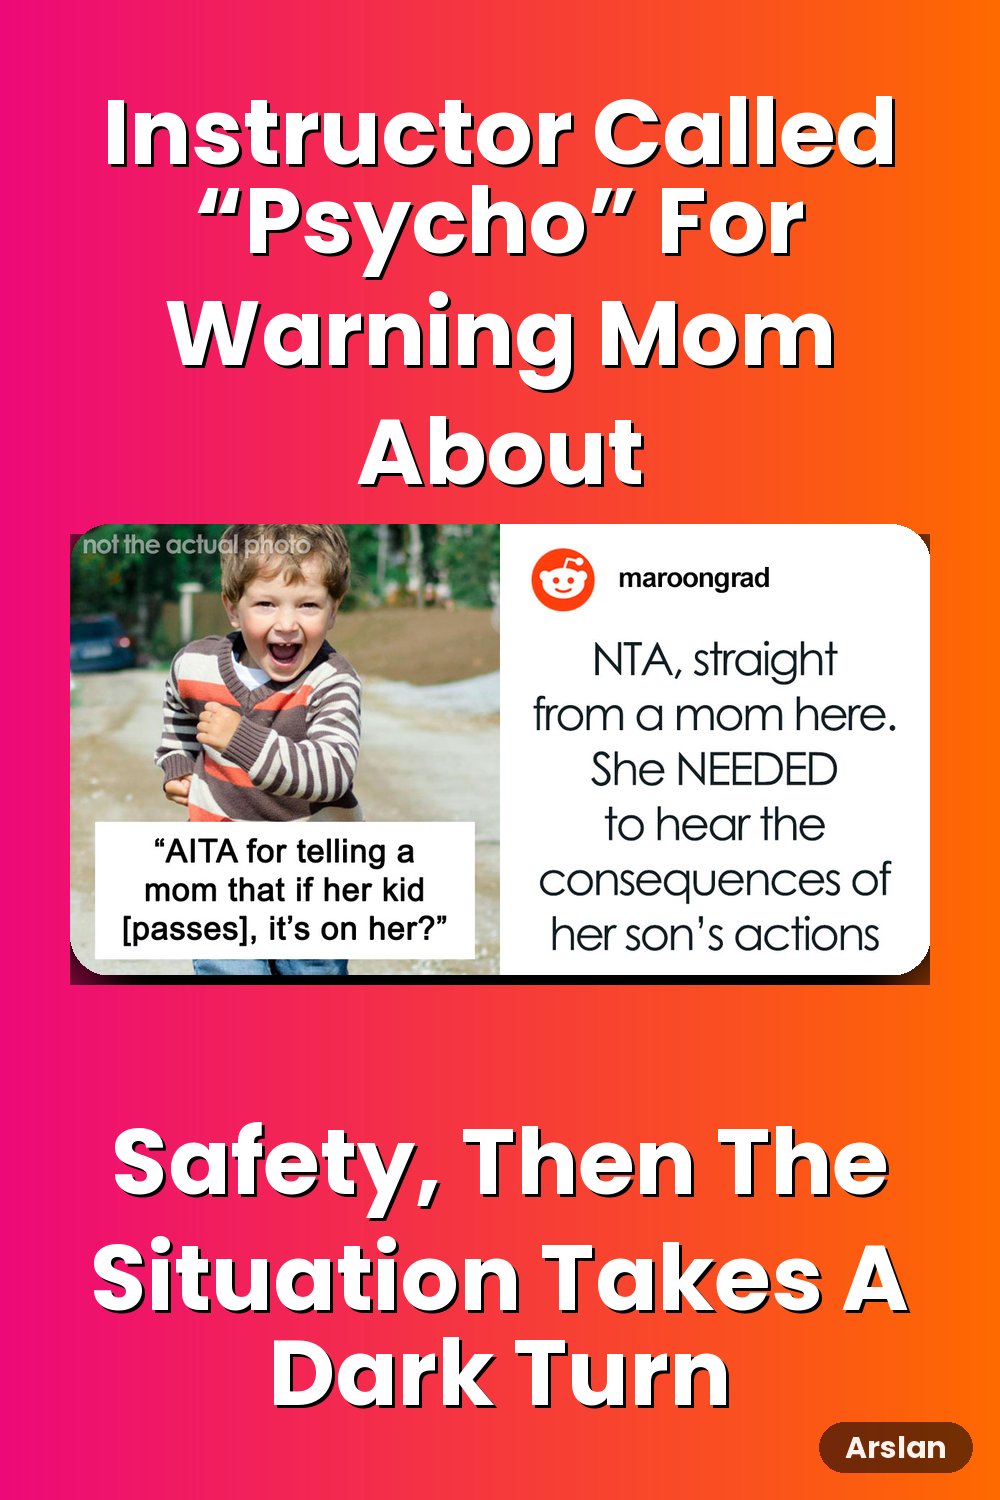 Instructor Called
“Psycho” For
Warning Mom
About
not the actual photo
“AITA for telling a
mom that if her kid
[passes], it’s on her?”
maroongrad
NTA, straight
from a mom here.
She NEEDED
to hear the
consequences of
her son’s actions
Safety, Then The
Situation Takes A
Dark Turn
Arslan